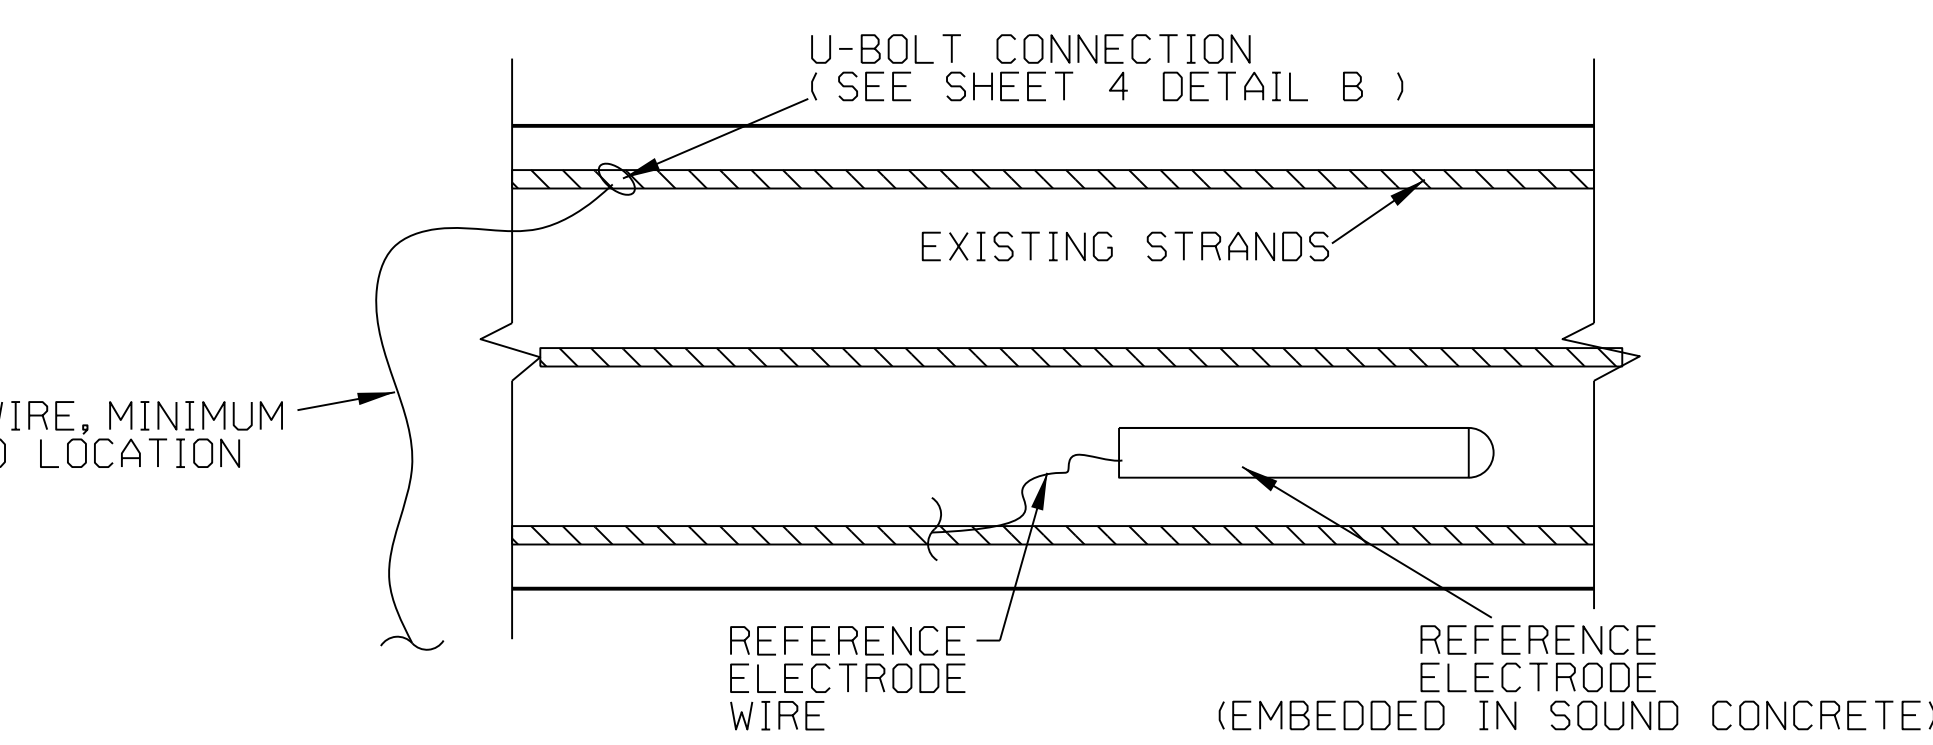 U-BOLT CONNECTION
(SEE SHEET 4 DETAIL B )
EXISTING STRANDS
WIRE, MINIMUM
LOCATION
REFERENCE
ELECTRODE
WIRE
REFERENCE
ELECTRODE
(EMBEDDED IN SOUND CONCRETE)